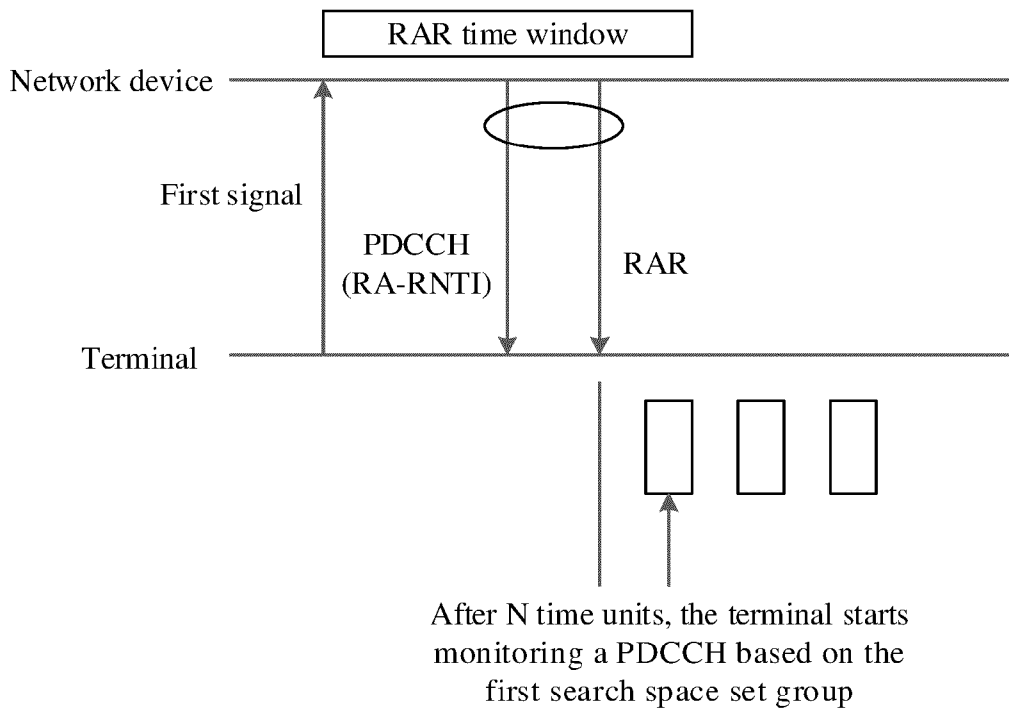 RAR time window
Network device
First signal
PDCCH
(RA-RNTI)
RAR
Terminal
After N time units, the terminal starts
monitoring a PDCCH based on the
first search space set group